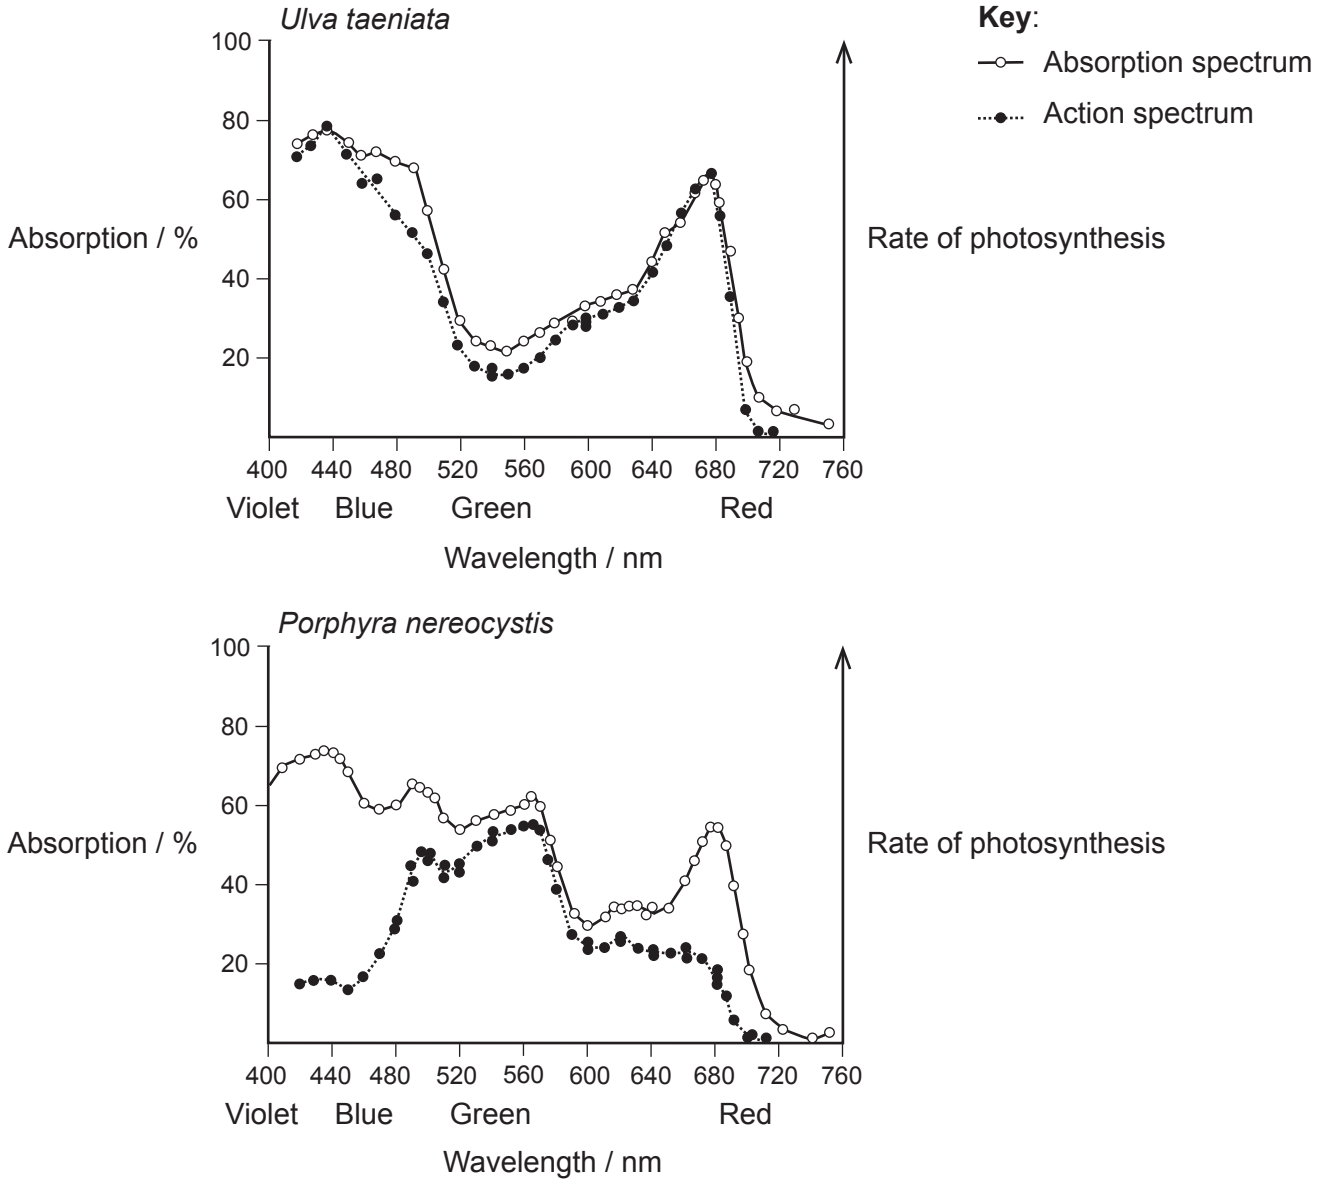 Ulva taeniata
Key:
Absorption spectrum
Action spectrum
100
80
60
40
20
Absorption / %
Rate of photosynthesis
400 440 480 520 560 600 640 680 720 760
Violet Blue Green Red
Wavelength / nm
Porphyra nereocystis
100
80
60
40
20
Absorption / %
Rate of photosynthesis
400 440 480 520 560 600 640 680 720 760
Violet Blue Green Red
Wavelength / nm